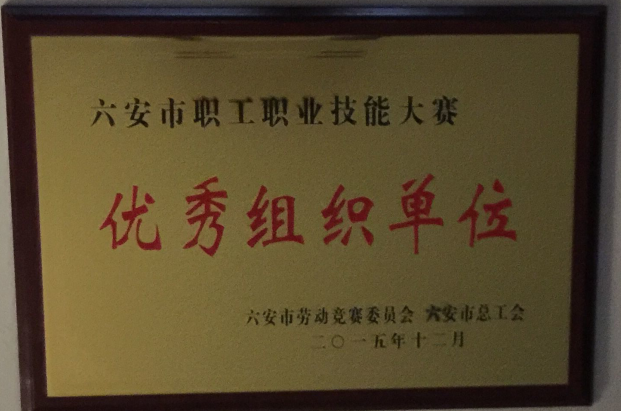 六安市职工职业技能大赛
优秀组织单位
六安市劳动竞赛委员会 六安市总工会
二〇一五年十二月